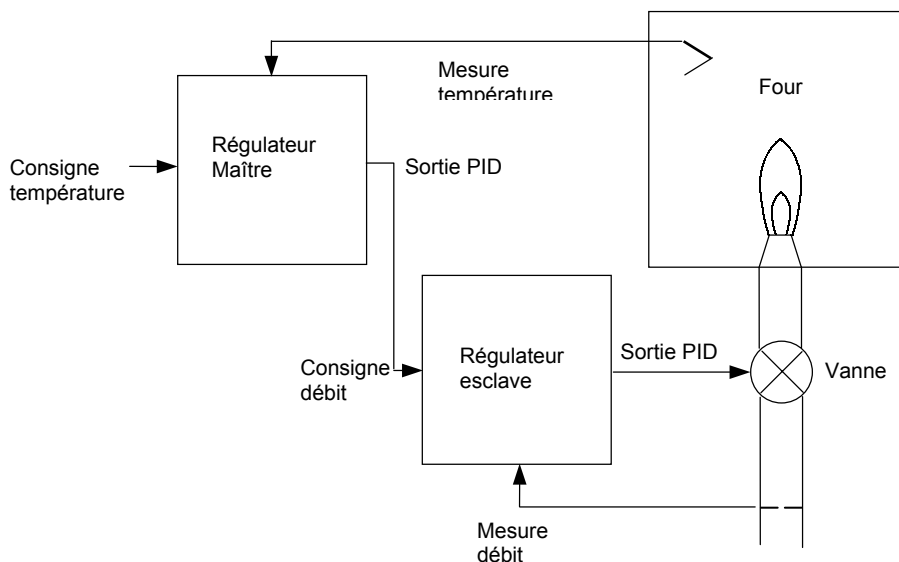 Mesure
température
Four
Régulateur
Maître
Consigne
température
Sortie PID
Régulateur
esclave
Sortie PID
Consigne
débit
Vanne
Mesure
débit